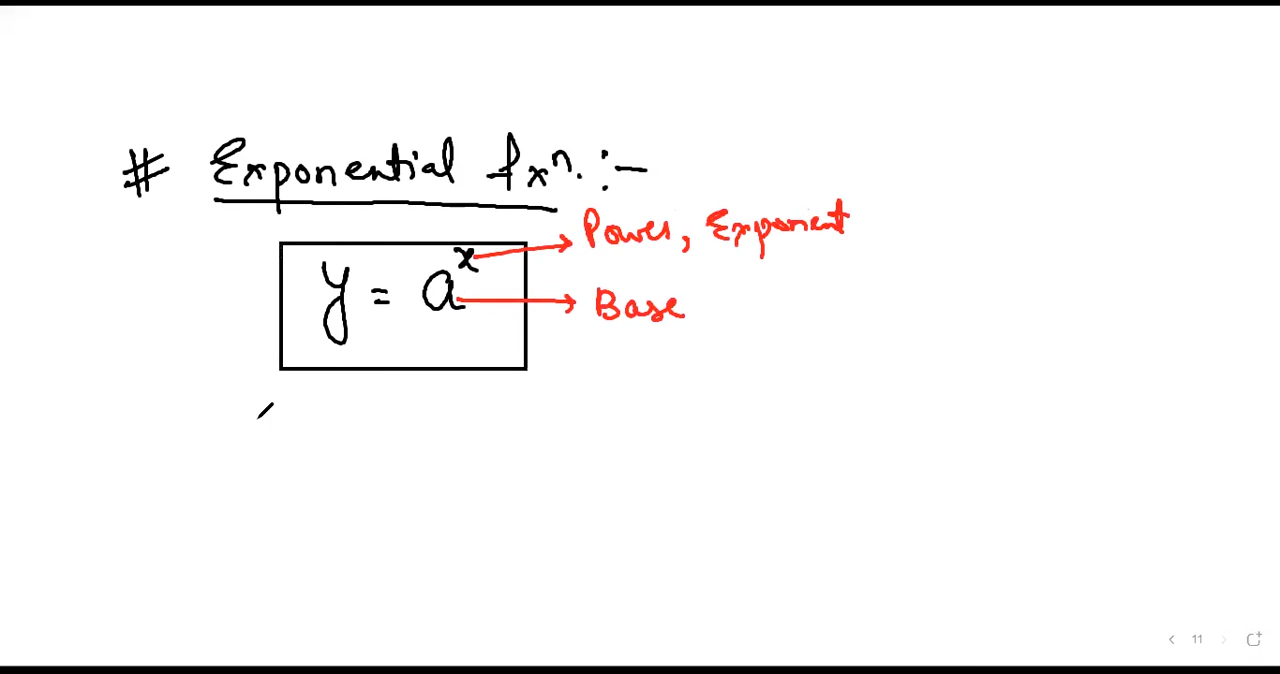 # Exponential fxⁿ. :-
Power, Exponent
y = aˣ
Base
11